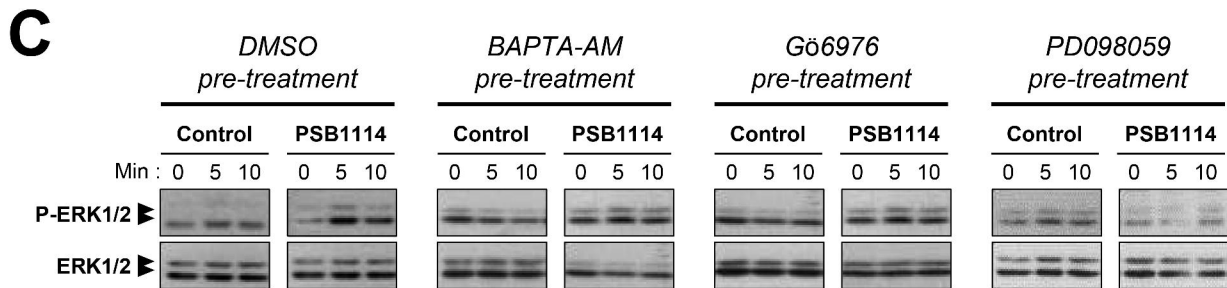 C
DMSO pre-treatment
BAPTA-AM pre-treatment
Gö6976 pre-treatment
PD098059 pre-treatment
Control PSB1114 Control PSB1114 Control PSB1114 Control PSB1114
Min : 0 5 10 0 5 10 0 5 10 0 5 10 0 5 10 0 5 10 0 5 10 0 5 10
P-ERK1/2
ERK1/2